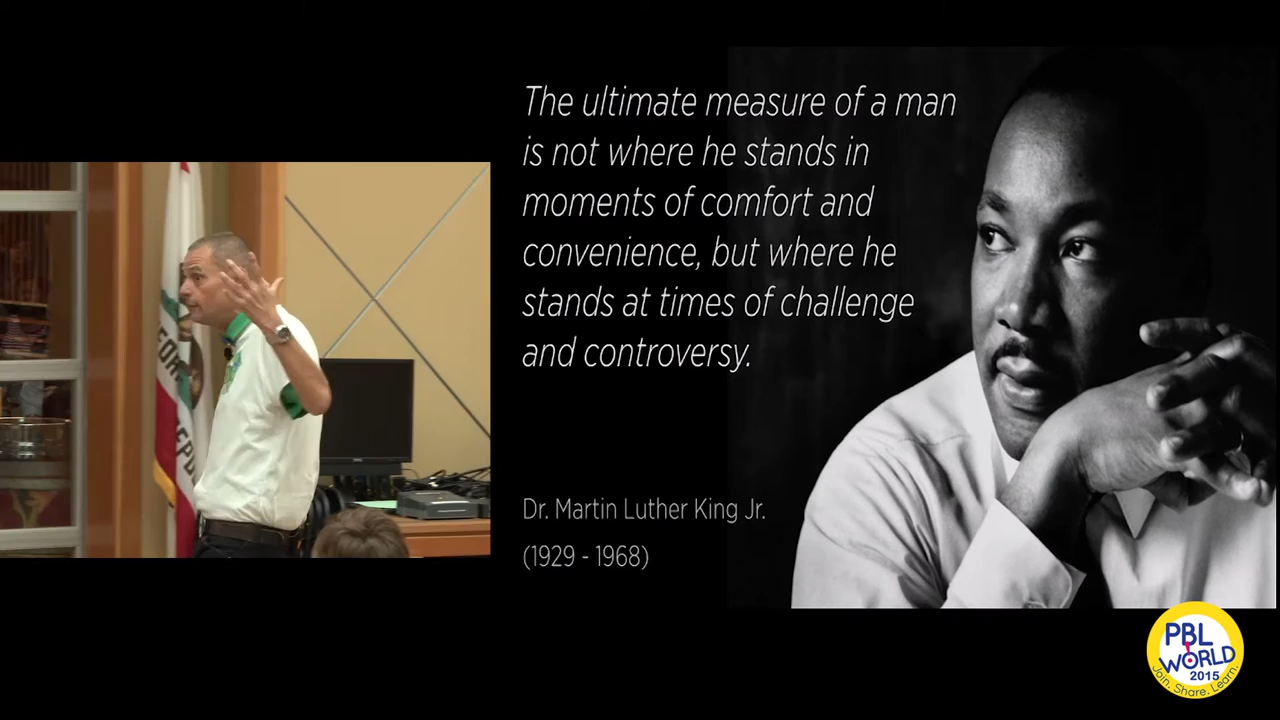 The ultimate measure of a man
is not where he stands in
moments of comfort and
convenience, but where he
stands at times of challenge
and controversy.
Dr. Martin Luther King Jr.
(1929 - 1968)
PBL
WORLD
2015
Join. Share. Learn.